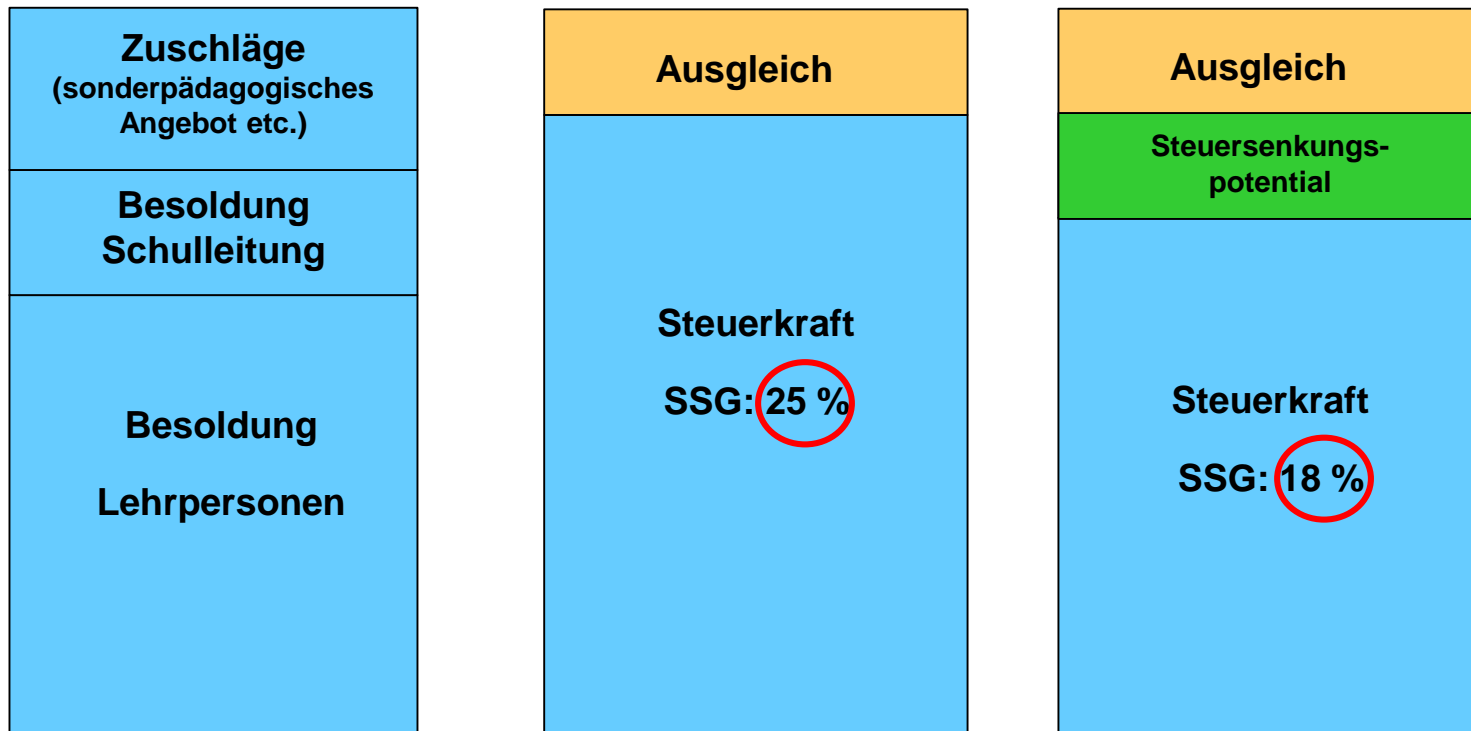 Zuschläge
(sonderpädagogisches
Angebot etc.)
Besoldung
Schulleitung
Besoldung
Lehrpersonen
Ausgleich
Steuerkraft
SSG: 25 %
Ausgleich
Steuersenkungs-
potential
Steuerkraft
SSG: 18 %